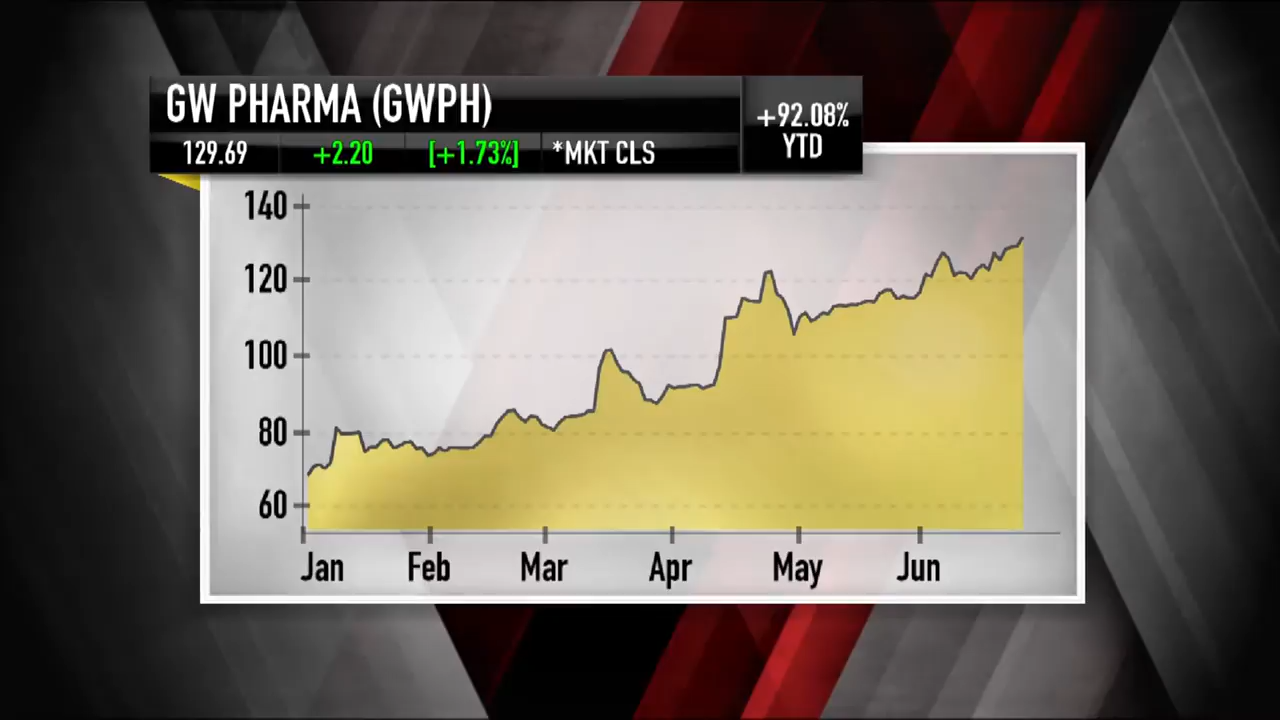 GW PHARMA (GWPH)
129.69 +2.20 [+1.73%] *MKT CLS
+92.08%
YTD
140
120
100
80
60
Jan Feb Mar Apr May Jun